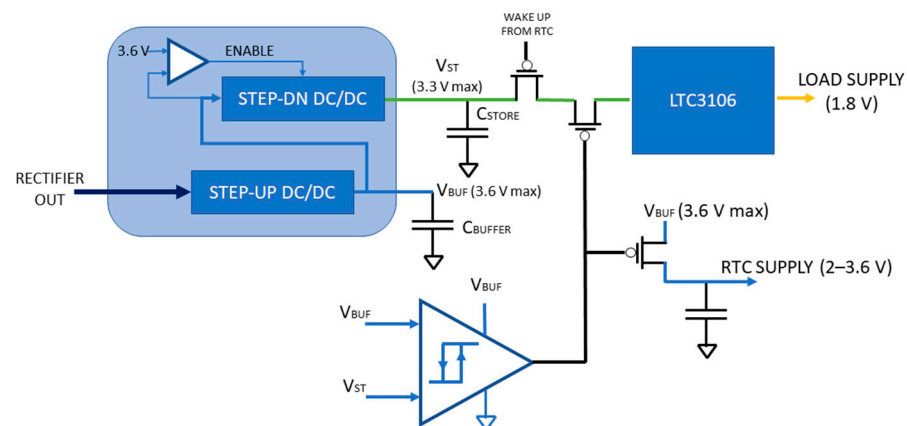 WAKE UP
FROM RTC
3.6 V
ENABLE
STEP-DN DC/DC
VST
(3.3 V max)
CSTORE
LTC3106
LOAD SUPPLY
(1.8 V)
RECTIFIER
OUT
STEP-UP DC/DC
VBUF (3.6 V max)
CBUFFER
VBUF (3.6 V max)
RTC SUPPLY (2–3.6 V)
VBUF
VBUF
VST